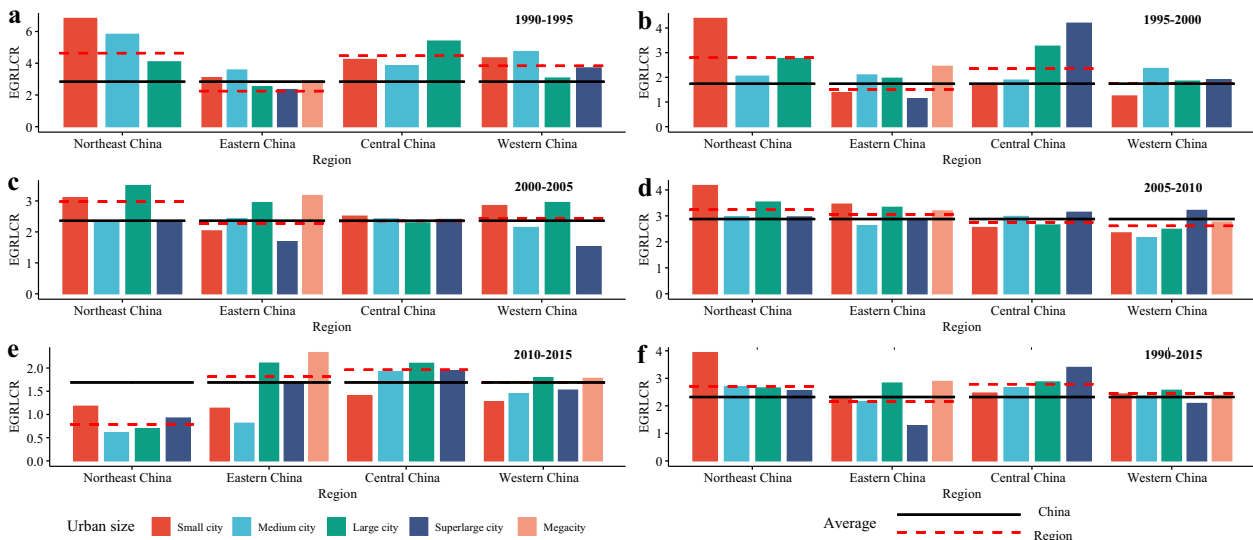 a
1990-1995
EGRLCR
6
4
2
0
Northeast China
Eastern China
Central China
Western China
Region
b
1995-2000
EGRLCR
4
3
2
1
0
Northeast China
Eastern China
Central China
Western China
Region
c
2000-2005
EGRLCR
3
2
1
0
Northeast China
Eastern China
Central China
Western China
Region
d
2005-2010
EGRLCR
4
3
2
1
0
Northeast China
Eastern China
Central China
Western China
Region
e
2010-2015
EGRLCR
2.0
1.5
1.0
0.5
0.0
Northeast China
Eastern China
Central China
Western China
Region
f
1990-2015
EGRLCR
4
3
2
1
0
Northeast China
Eastern China
Central China
Western China
Region
Urban size
Small city
Medium city
Large city
Superlarge city
Megacity
Average
China
Region